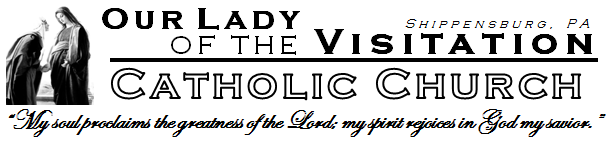 OUR LADY
SHIPPENSBURG, PA
OF THE VISITATION
CATHOLIC CHURCH
"My soul proclaims the greatness of the Lord; my spirit rejoices in God my savior."